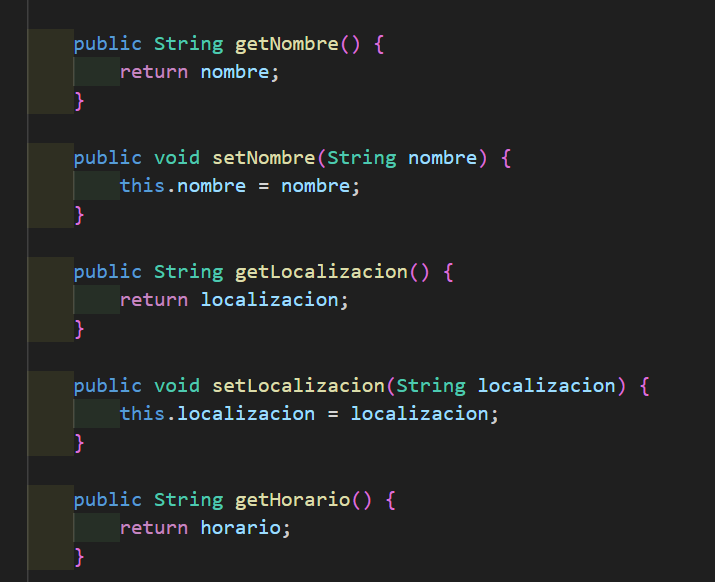 public String getNombre() {
return nombre;
}
public void setNombre(String nombre) {
this.nombre = nombre;
}
public String getLocalizacion() {
return localizacion;
}
public void setLocalizacion(String localizacion) {
this.localizacion = localizacion;
}
public String getHorario() {
return horario;
}